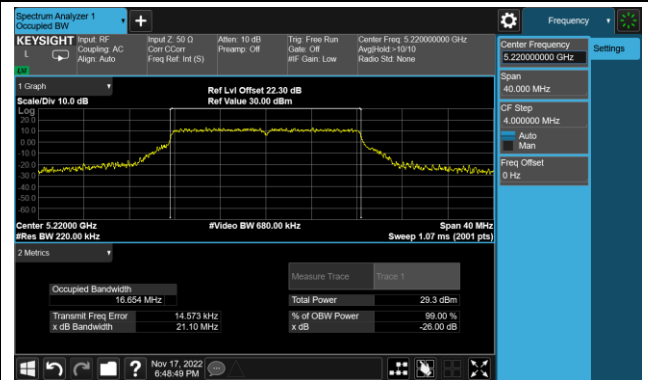 Spectrum Analyzer 1
Occupied BW
Frequency
KEYSIGHT
L
Input: RF
Coupling: AC
Align: Auto
Input Z: 50 Ω
Corr CCorr
Freq Ref: Int (S)
Atten: 10 dB
Preamp: Off
Trig: Free Run
Gate: Off
#IF Gain: Low
Center Freq: 5.220000000 GHz
Avg|Hold:>10/10
Radio Std: None
Center Frequency
5.220000000 GHz
Settings
Span
40.000 MHz
CF Step
4.000000 MHz
Auto
Man
Freq Offset
0 Hz
1 Graph
Scale/Div 10.0 dB
Ref Lvl Offset 22.30 dB
Ref Value 30.00 dBm
Log
20.0
10.0
0.00
-10.0
-20.0
-30.0
-40.0
-50.0
-60.0
Center 5.22000 GHz
#Res BW 220.00 kHz
#Video BW 680.00 kHz
Span 40 MHz
Sweep 1.07 ms (2001 pts)
2 Metrics
Measure Trace
Trace 1
Occupied Bandwidth
16.654 MHz
Total Power
29.3 dBm
Transmit Freq Error
14.573 kHz
% of OBW Power
99.00 %
x dB Bandwidth
21.10 MHz
x dB
-26.00 dB
?
Nov 17, 2022
6:48:49 PM